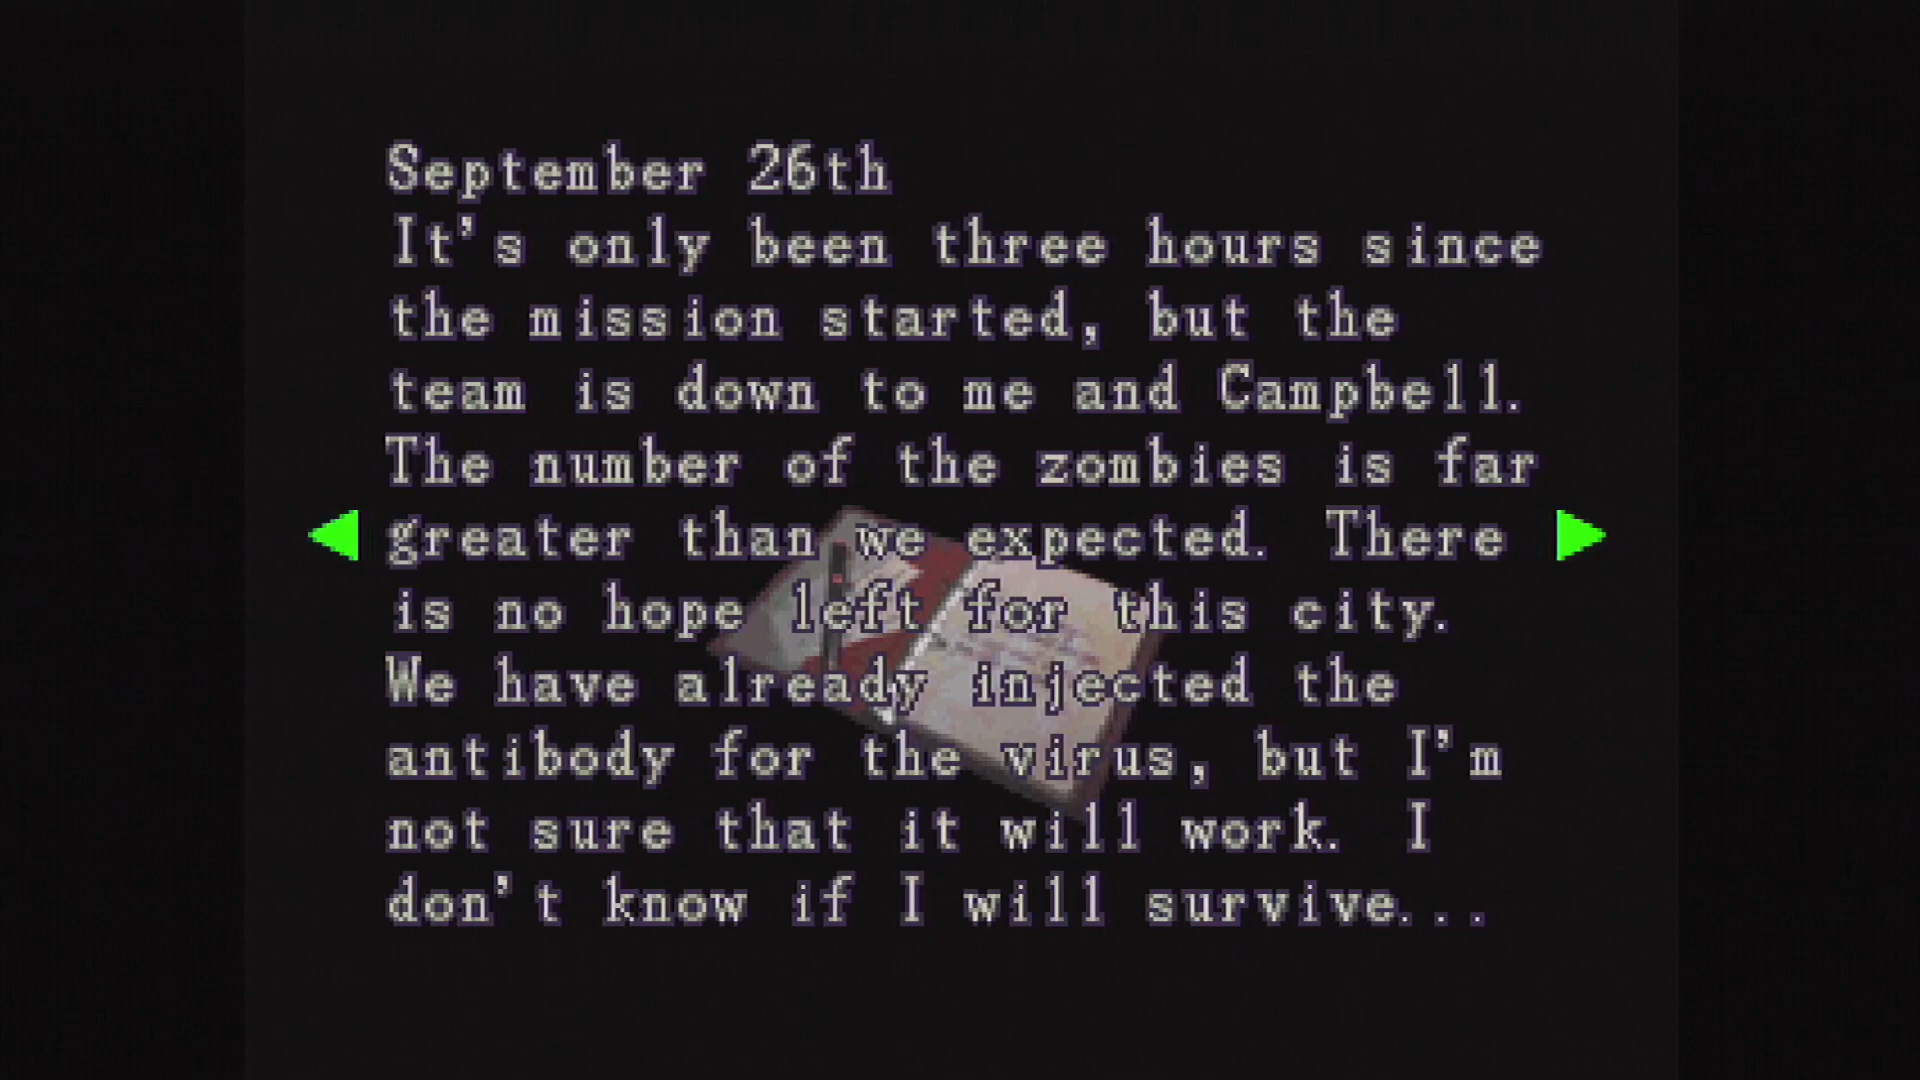 September 26th
It's only been three hours since
the mission started, but the
team is down to me and Campbell.
The number of the zombies is far
greater than we expected. There
is no hope left for this city.
We have already injected the
antibody for the virus, but I'm
not sure that it will work. I
don't know if I will survive...